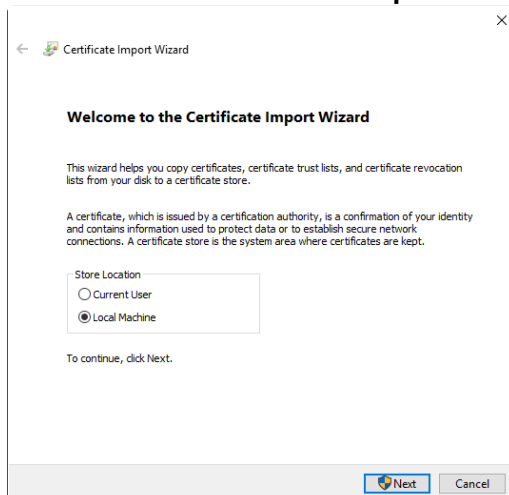 Certificate Import Wizard
Welcome to the Certificate Import Wizard
This wizard helps you copy certificates, certificate trust lists, and certificate revocation
lists from your disk to a certificate store.
A certificate, which is issued by a certification authority, is a confirmation of your identity
and contains information used to protect data or to establish secure network
connections. A certificate store is the system area where certificates are kept.
Store Location
Current User
Local Machine
To continue, click Next.
Next Cancel